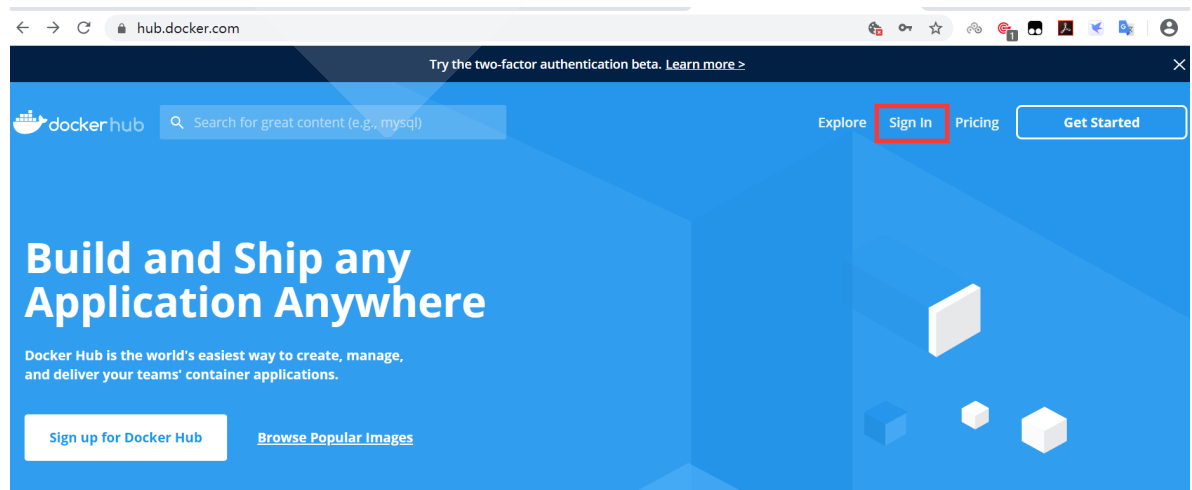 hub.docker.com
1
Try the two-factor authentication beta. Learn more >
dockerhub
Search for great content (e.g., mysql)
Explore
Sign In
Pricing
Get Started
Build and Ship any
Application Anywhere
Docker Hub is the world's easiest way to create, manage,
and deliver your teams' container applications.
Sign up for Docker Hub
Browse Popular Images